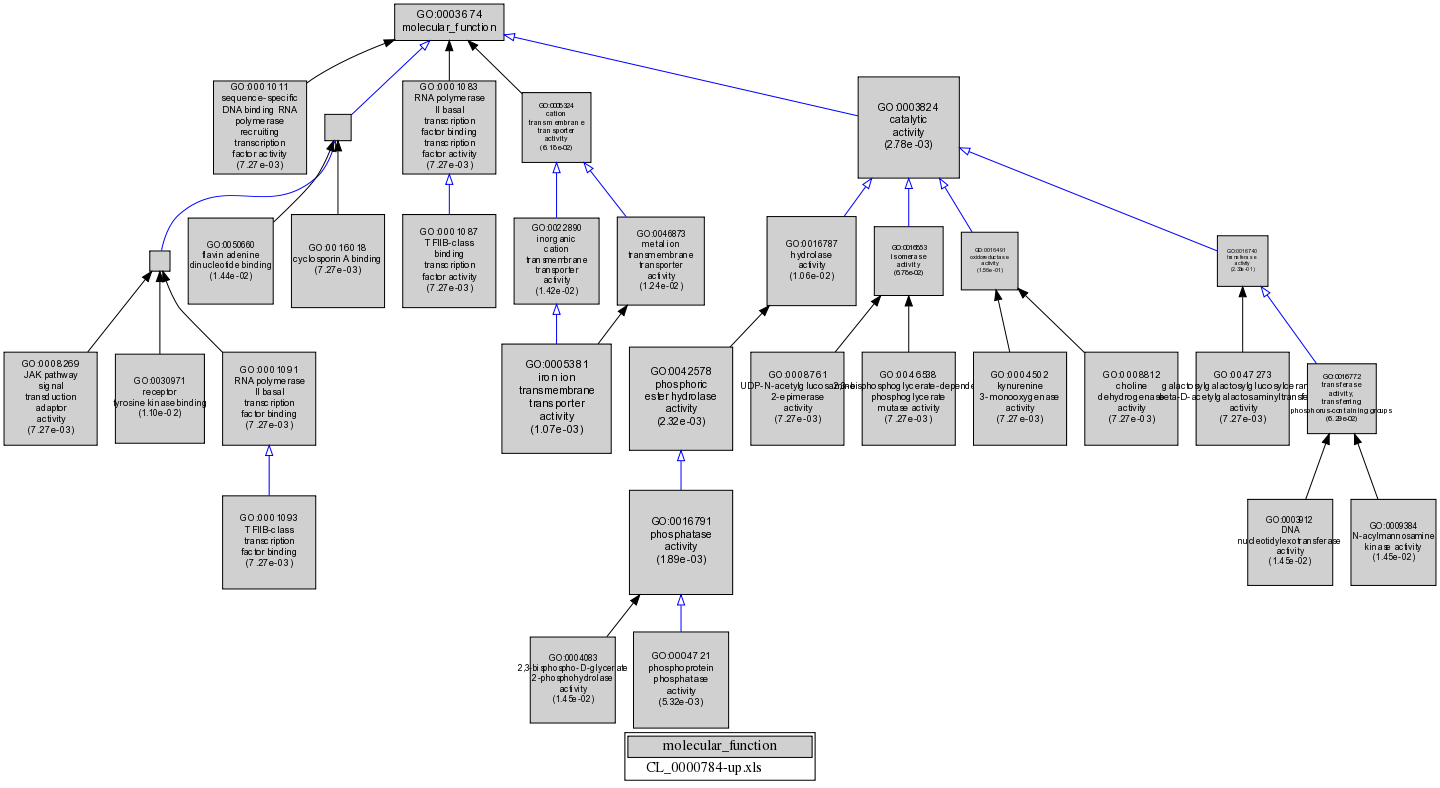 GO:0003674
molecular_function
GO:0001011
sequence-specific
DNA binding RNA
polymerase
recruiting
transcription
factor activity
(7.27e-03)
GO:0001083
RNA polymerase
II basal
transcription
factor binding
transcription
factor activity
(7.27e-03)
cation
transmembrane
transporter
activity
(6.16e-02)
GO:0003824
catalytic
activity
(2.78e-03)
GO:0050660
flavin adenine
dinucleotide binding
(1.44e-02)
GO:0016018
cyclosporin A binding
(7.27e-03)
GO:0001087
TFIIB-class
binding
transcription
factor activity
(7.27e-03)
GO:0022890
inorganic
cation
transmembrane
transporter
activity
(1.42e-02)
GO:0046873
metal ion
transmembrane
transporter
activity
(1.24e-02)
GO:0016787
hydrolase
activity
(1.06e-02)
GO:0016853
isomerase
activity
(6.76e-02)
GO:0016491
oxidoreductase
activity
(1.56e-01)
GO:0016740
transferase
activity
(2.33e-01)
GO:0008269
JAK pathway
signal
transduction
adaptor
activity
(7.27e-03)
GO:0030971
receptor
tyrosine kinase binding
(1.10e-02)
GO:0001091
RNA polymerase
II basal
transcription
factor binding
(7.27e-03)
GO:0005381
iron ion
transmembrane
transporter
activity
(1.07e-03)
GO:0042578
phosphoric
ester hydrolase
activity
(2.32e-03)
GO:0008761
UDP-N-acetylglucosamine
2-epimerase
activity
(7.27e-03)
GO:0046538
bisphosphoglycerate-dependent
phosphoglycerate
mutase activity
(7.27e-03)
GO:0004502
kynurenine
3-monooxygenase
activity
(7.27e-03)
GO:0008812
choline
dehydrogenase
activity
(7.27e-03)
GO:0047273
galactosylgalactosylglucosylceramide
beta-D-acetylgalactosaminyltransferase
activity
(7.27e-03)
GO:0016772
transferase
activity,
transferring
phosphorus-containing groups
(6.29e-02)
GO:0001093
TFIIB-class
transcription
factor binding
(7.27e-03)
GO:0016791
phosphatase
activity
(1.89e-03)
GO:0003912
DNA
nucleotidylexotransferase
activity
(1.45e-02)
GO:0009384
N-acylmannosamine
kinase activity
(1.45e-02)
GO:0004083
2,3-bisphospho-D-glycerate
2-phosphohydrolase
activity
(1.45e-02)
GO:0004721
phosphoprotein
phosphatase
activity
(5.32e-03)
molecular_function
CL_0000784-up.xls